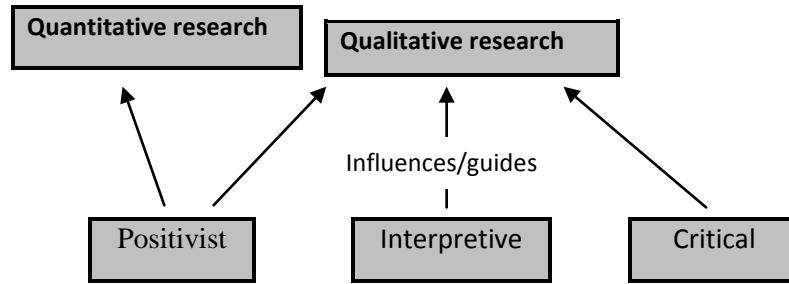 Quantitative research
Qualitative research
Influences/guides
Positivist
Interpretive
Critical